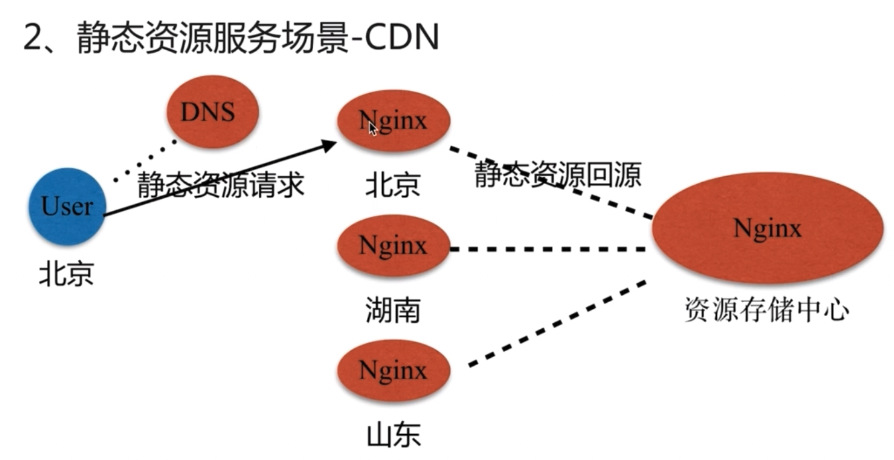 2、静态资源服务场景-CDN
DNS
Nginx
静态资源请求
北京
静态资源回源
User
Nginx
Nginx
北京
湖南
资源存储中心
Nginx
山东